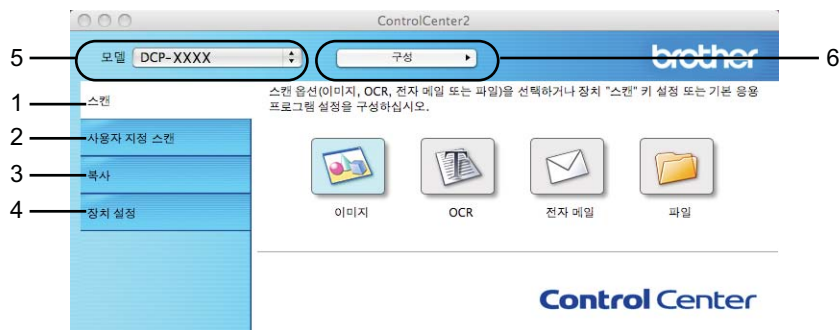 ControlCenter2
5
모델
DCP-XXXX
구성
6
brother
1
스캔
2
사용자 지정 스캔
3
복사
4
장치 설정
스캔 옵션(이미지, OCR, 전자 메일 또는 파일)을 선택하거나 장치 "스캔" 키 설정 또는 기본 응용
프로그램 설정을 구성하십시오.
이미지
OCR
전자 메일
파일
Control Center